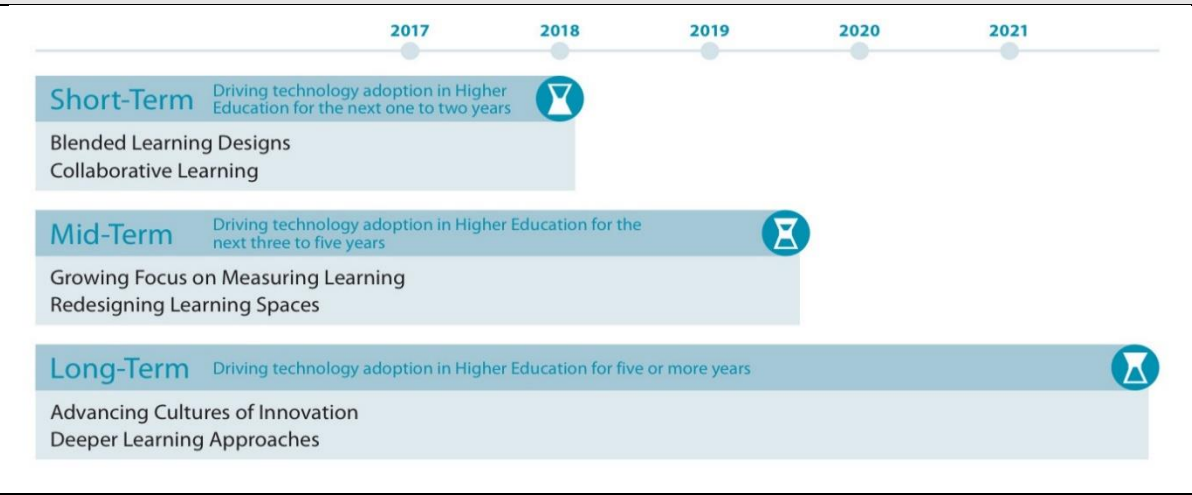 2017 2018 2019 2020 2021
Short-Term
Driving technology adoption in Higher
Education for the next one to two years
Blended Learning Designs
Collaborative Learning
Mid-Term
Driving technology adoption in Higher Education for the
next three to five years
Growing Focus on Measuring Learning
Redesigning Learning Spaces
Long-Term Driving technology adoption in Higher Education for five or more years
Advancing Cultures of Innovation
Deeper Learning Approaches